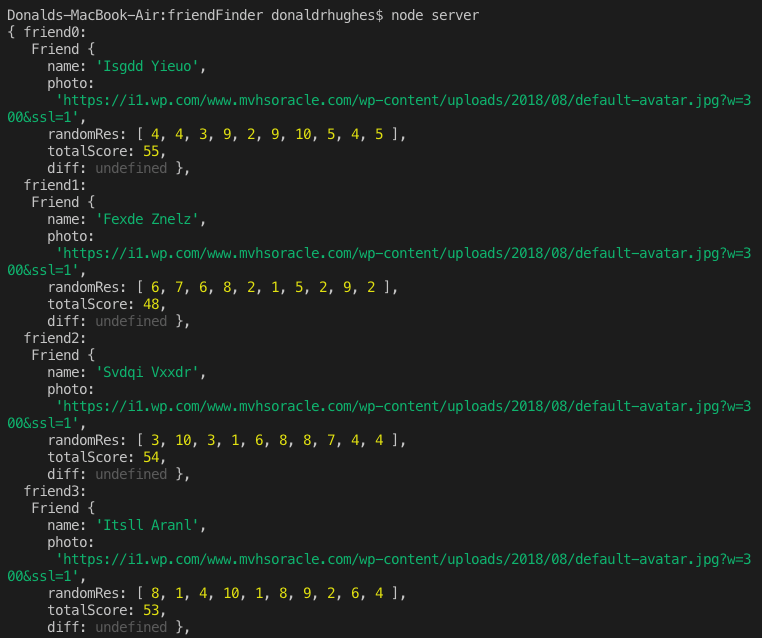 Donalds-MacBook-Air:friendFinder donaldrhughes$ node server
{ friend0:
   Friend {
     name: 'Isgdd Yieuo',
     photo:
      'https://i1.wp.com/www.mvhsoracle.com/wp-content/uploads/2018/08/default-avatar.jpg?w=3
00&ssl=1',
     randomRes: [ 4, 4, 3, 9, 2, 9, 10, 5, 4, 5 ],
     totalScore: 55,
     diff: undefined },
  friend1:
   Friend {
     name: 'Fexde Znelz',
     photo:
      'https://i1.wp.com/www.mvhsoracle.com/wp-content/uploads/2018/08/default-avatar.jpg?w=3
00&ssl=1',
     randomRes: [ 6, 7, 6, 8, 2, 1, 5, 2, 9, 2 ],
     totalScore: 48,
     diff: undefined },
  friend2:
   Friend {
     name: 'Svdqi Vxxdr',
     photo:
      'https://i1.wp.com/www.mvhsoracle.com/wp-content/uploads/2018/08/default-avatar.jpg?w=3
00&ssl=1',
     randomRes: [ 3, 10, 3, 1, 6, 8, 8, 7, 4, 4 ],
     totalScore: 54,
     diff: undefined },
  friend3:
   Friend {
     name: 'Itsll Aranl',
     photo:
      'https://i1.wp.com/www.mvhsoracle.com/wp-content/uploads/2018/08/default-avatar.jpg?w=3
00&ssl=1',
     randomRes: [ 8, 1, 4, 10, 1, 8, 9, 2, 6, 4 ],
     totalScore: 53,
     diff: undefined },